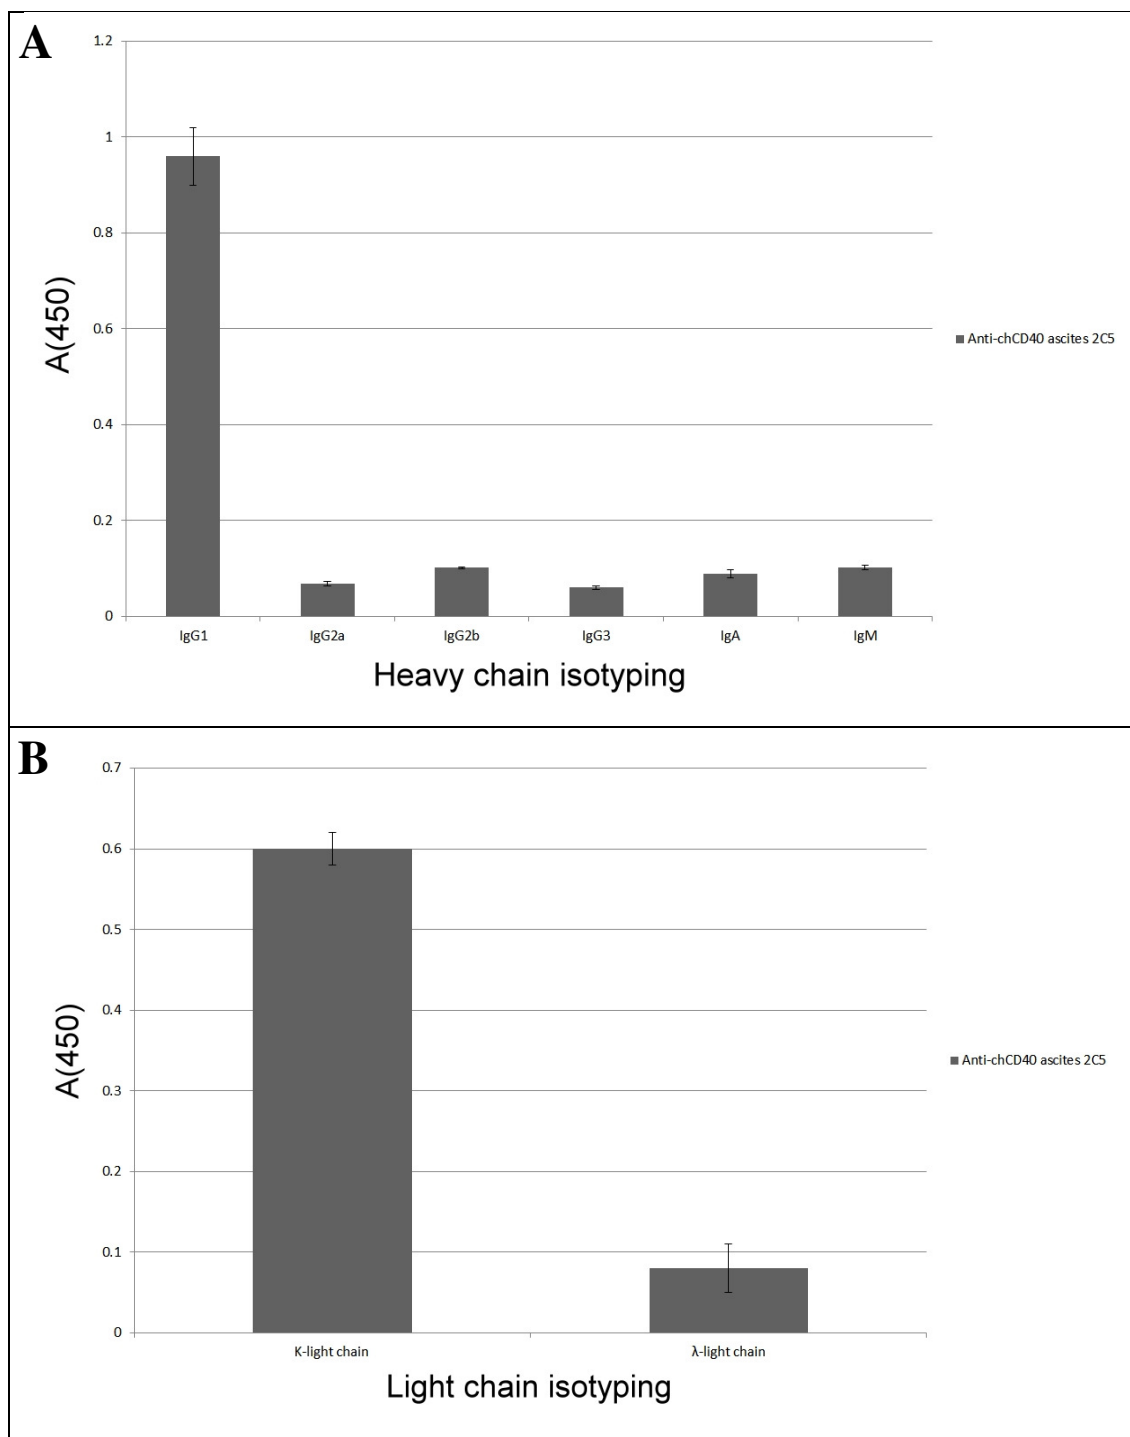 A
1.2
1
0.8
0.6
0.4
0.2
0
A(450)
IgG1 IgG2a IgG2b IgG3 IgA IgM
Heavy chain isotyping
Anti-chCD40 ascites 2C5
B
0.7
0.6
0.5
0.4
0.3
0.2
0.1
0
A(450)
K-light chain λ-light chain
Light chain isotyping
Anti-chCD40 ascites 2C5